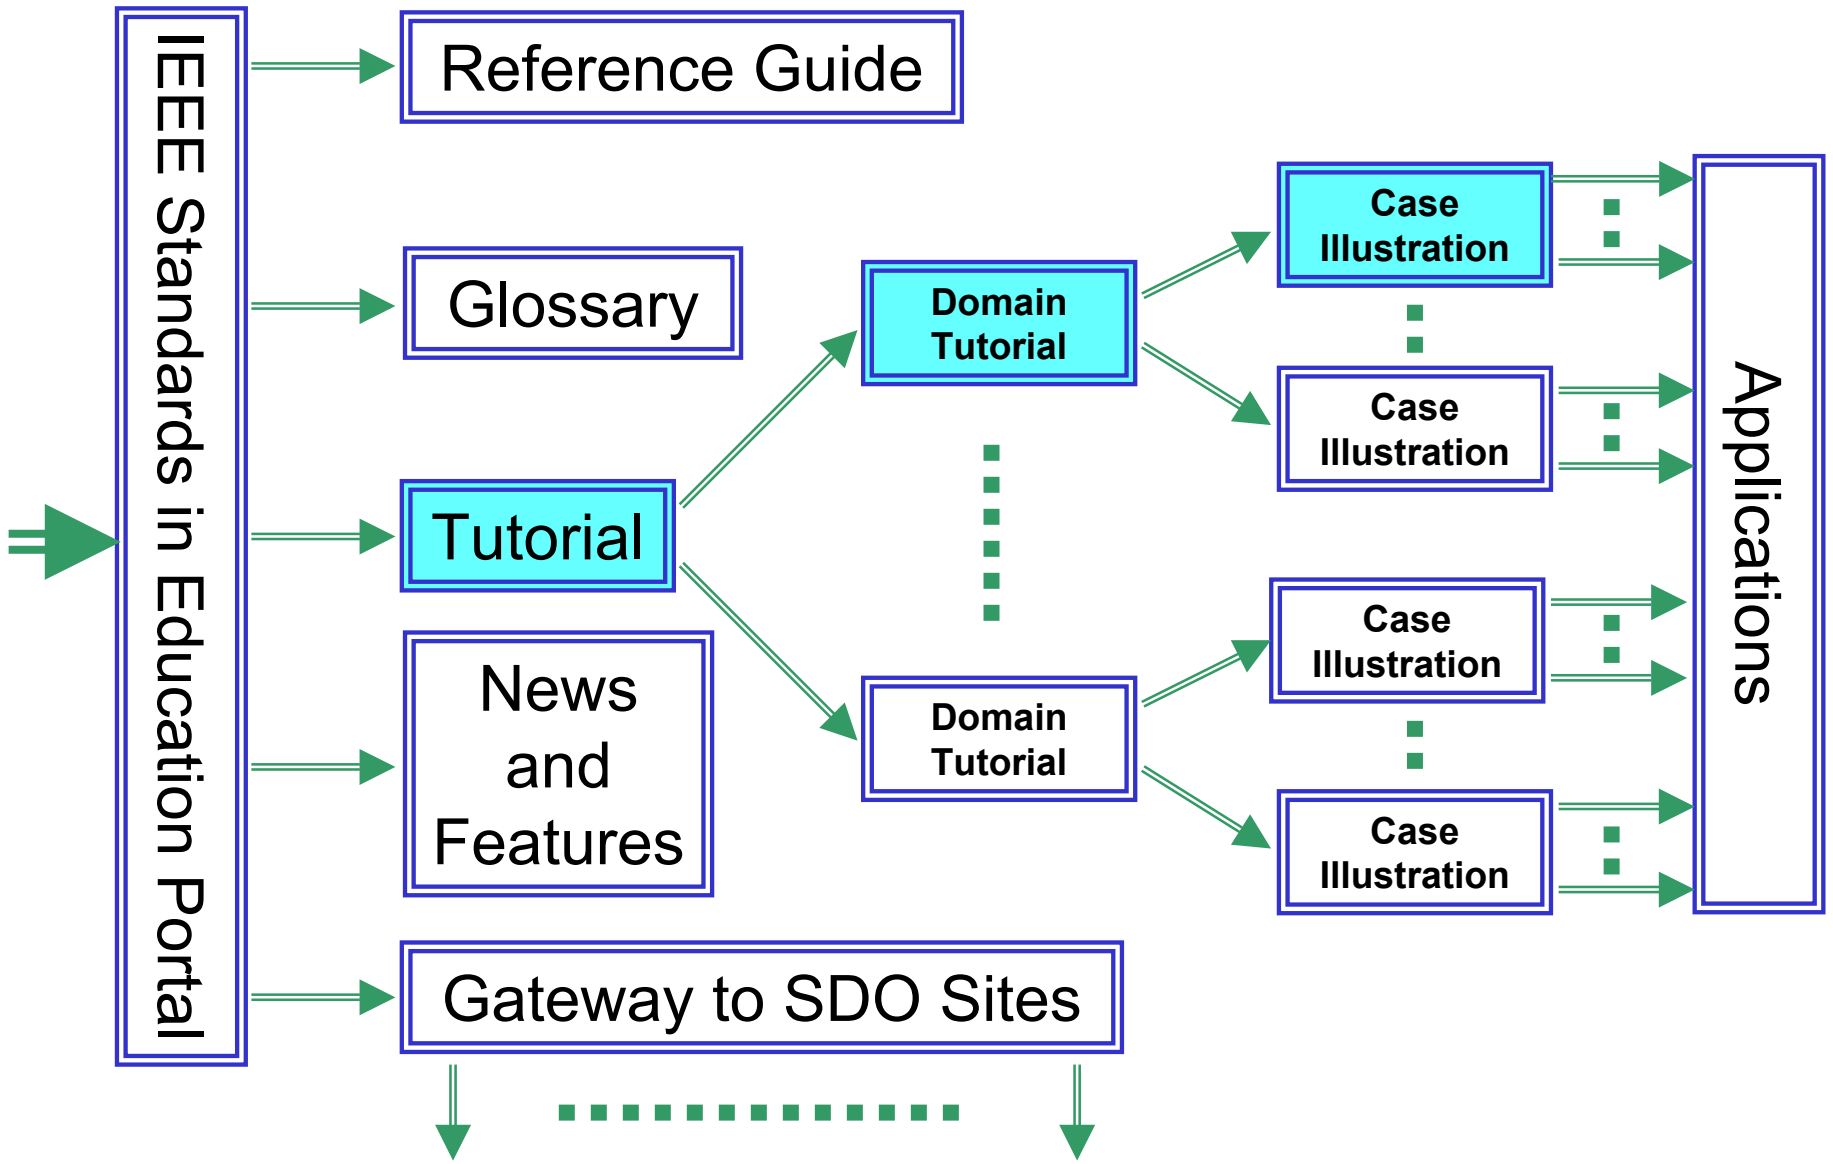 IEEE Standards in Education Portal
Reference Guide
Glossary
Tutorial
News
and
Features
Gateway to SDO Sites
Domain
Tutorial
Domain
Tutorial
Case
Illustration
Case
Illustration
Case
Illustration
Case
Illustration
Applications